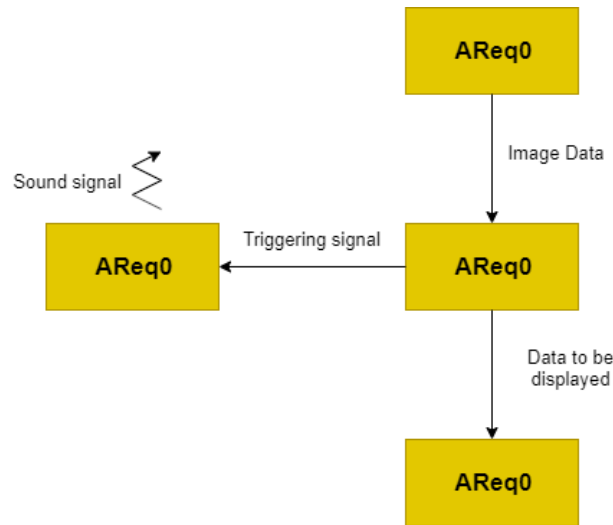 AReq0
Image Data
Sound signal
Triggering signal
AReq0
AReq0
Data to be
displayed
AReq0